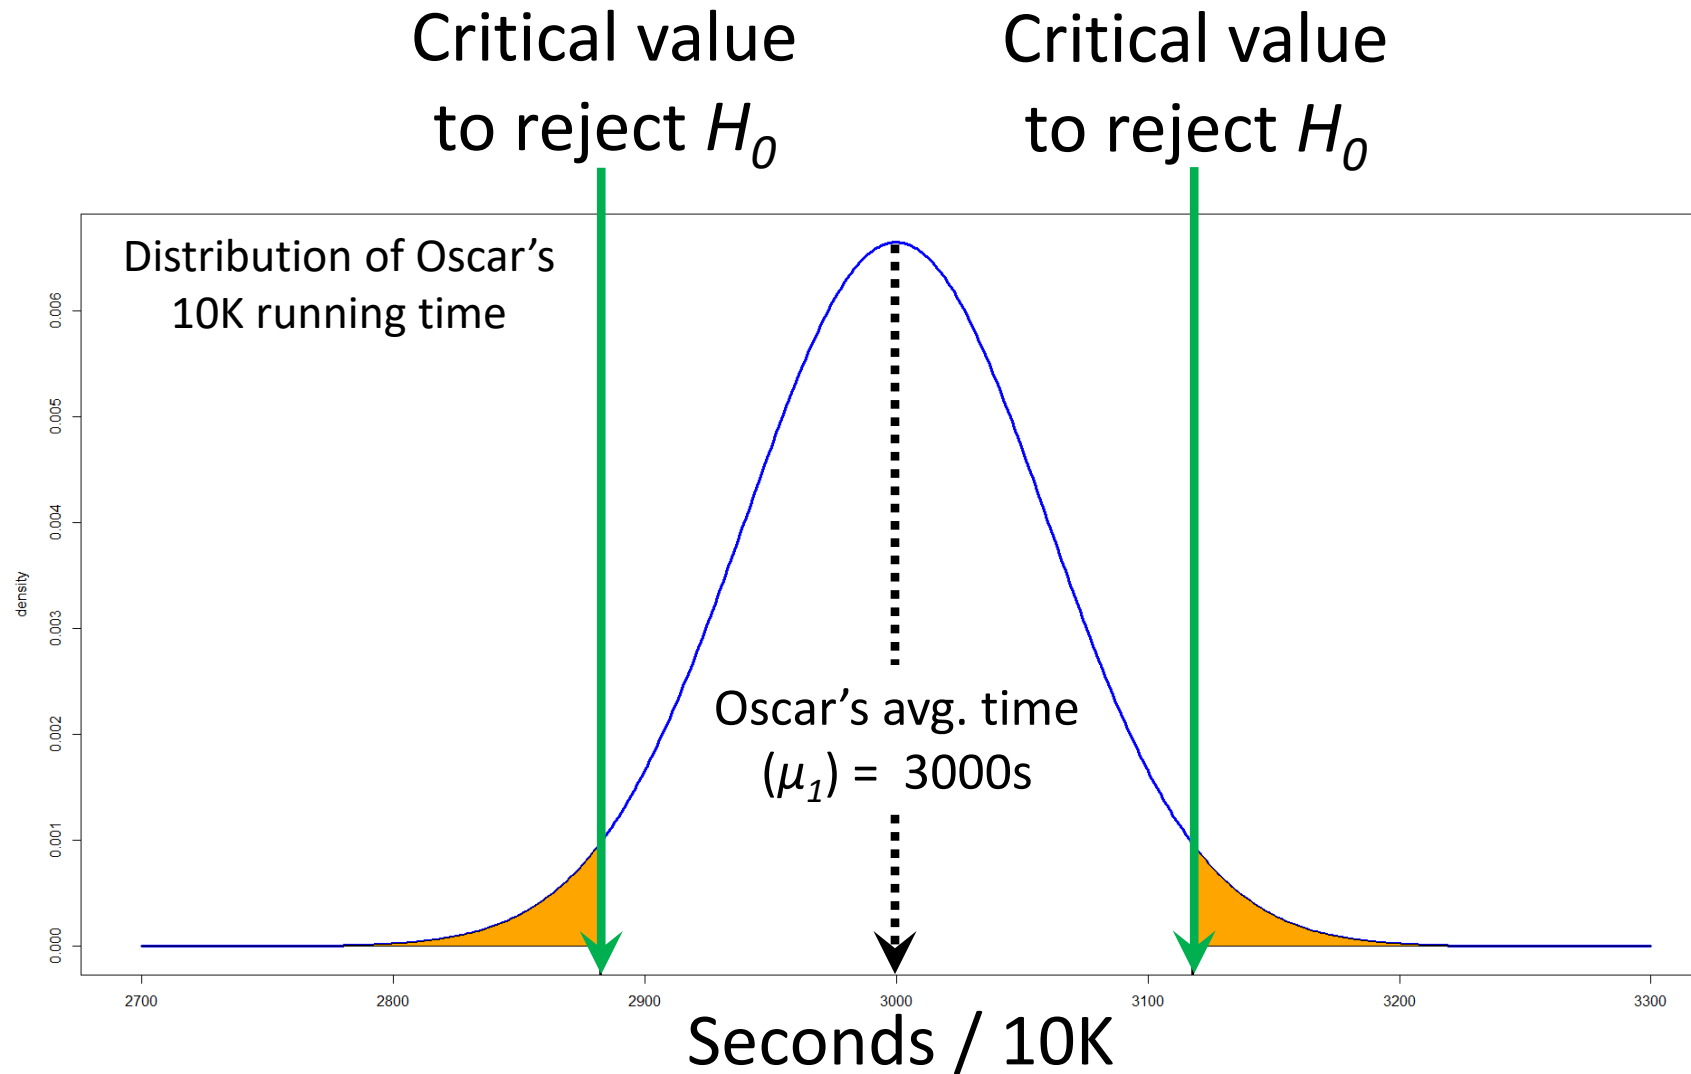 Critical value
to reject H0
Critical value
to reject H0
Distribution of Oscar’s
10K running time
Oscar’s avg. time
(μ1) = 3000s
density
0.006
0.005
0.004
0.003
0.002
0.001
0.000
2700 2800 2900 3000 3100 3200 3300
Seconds / 10K